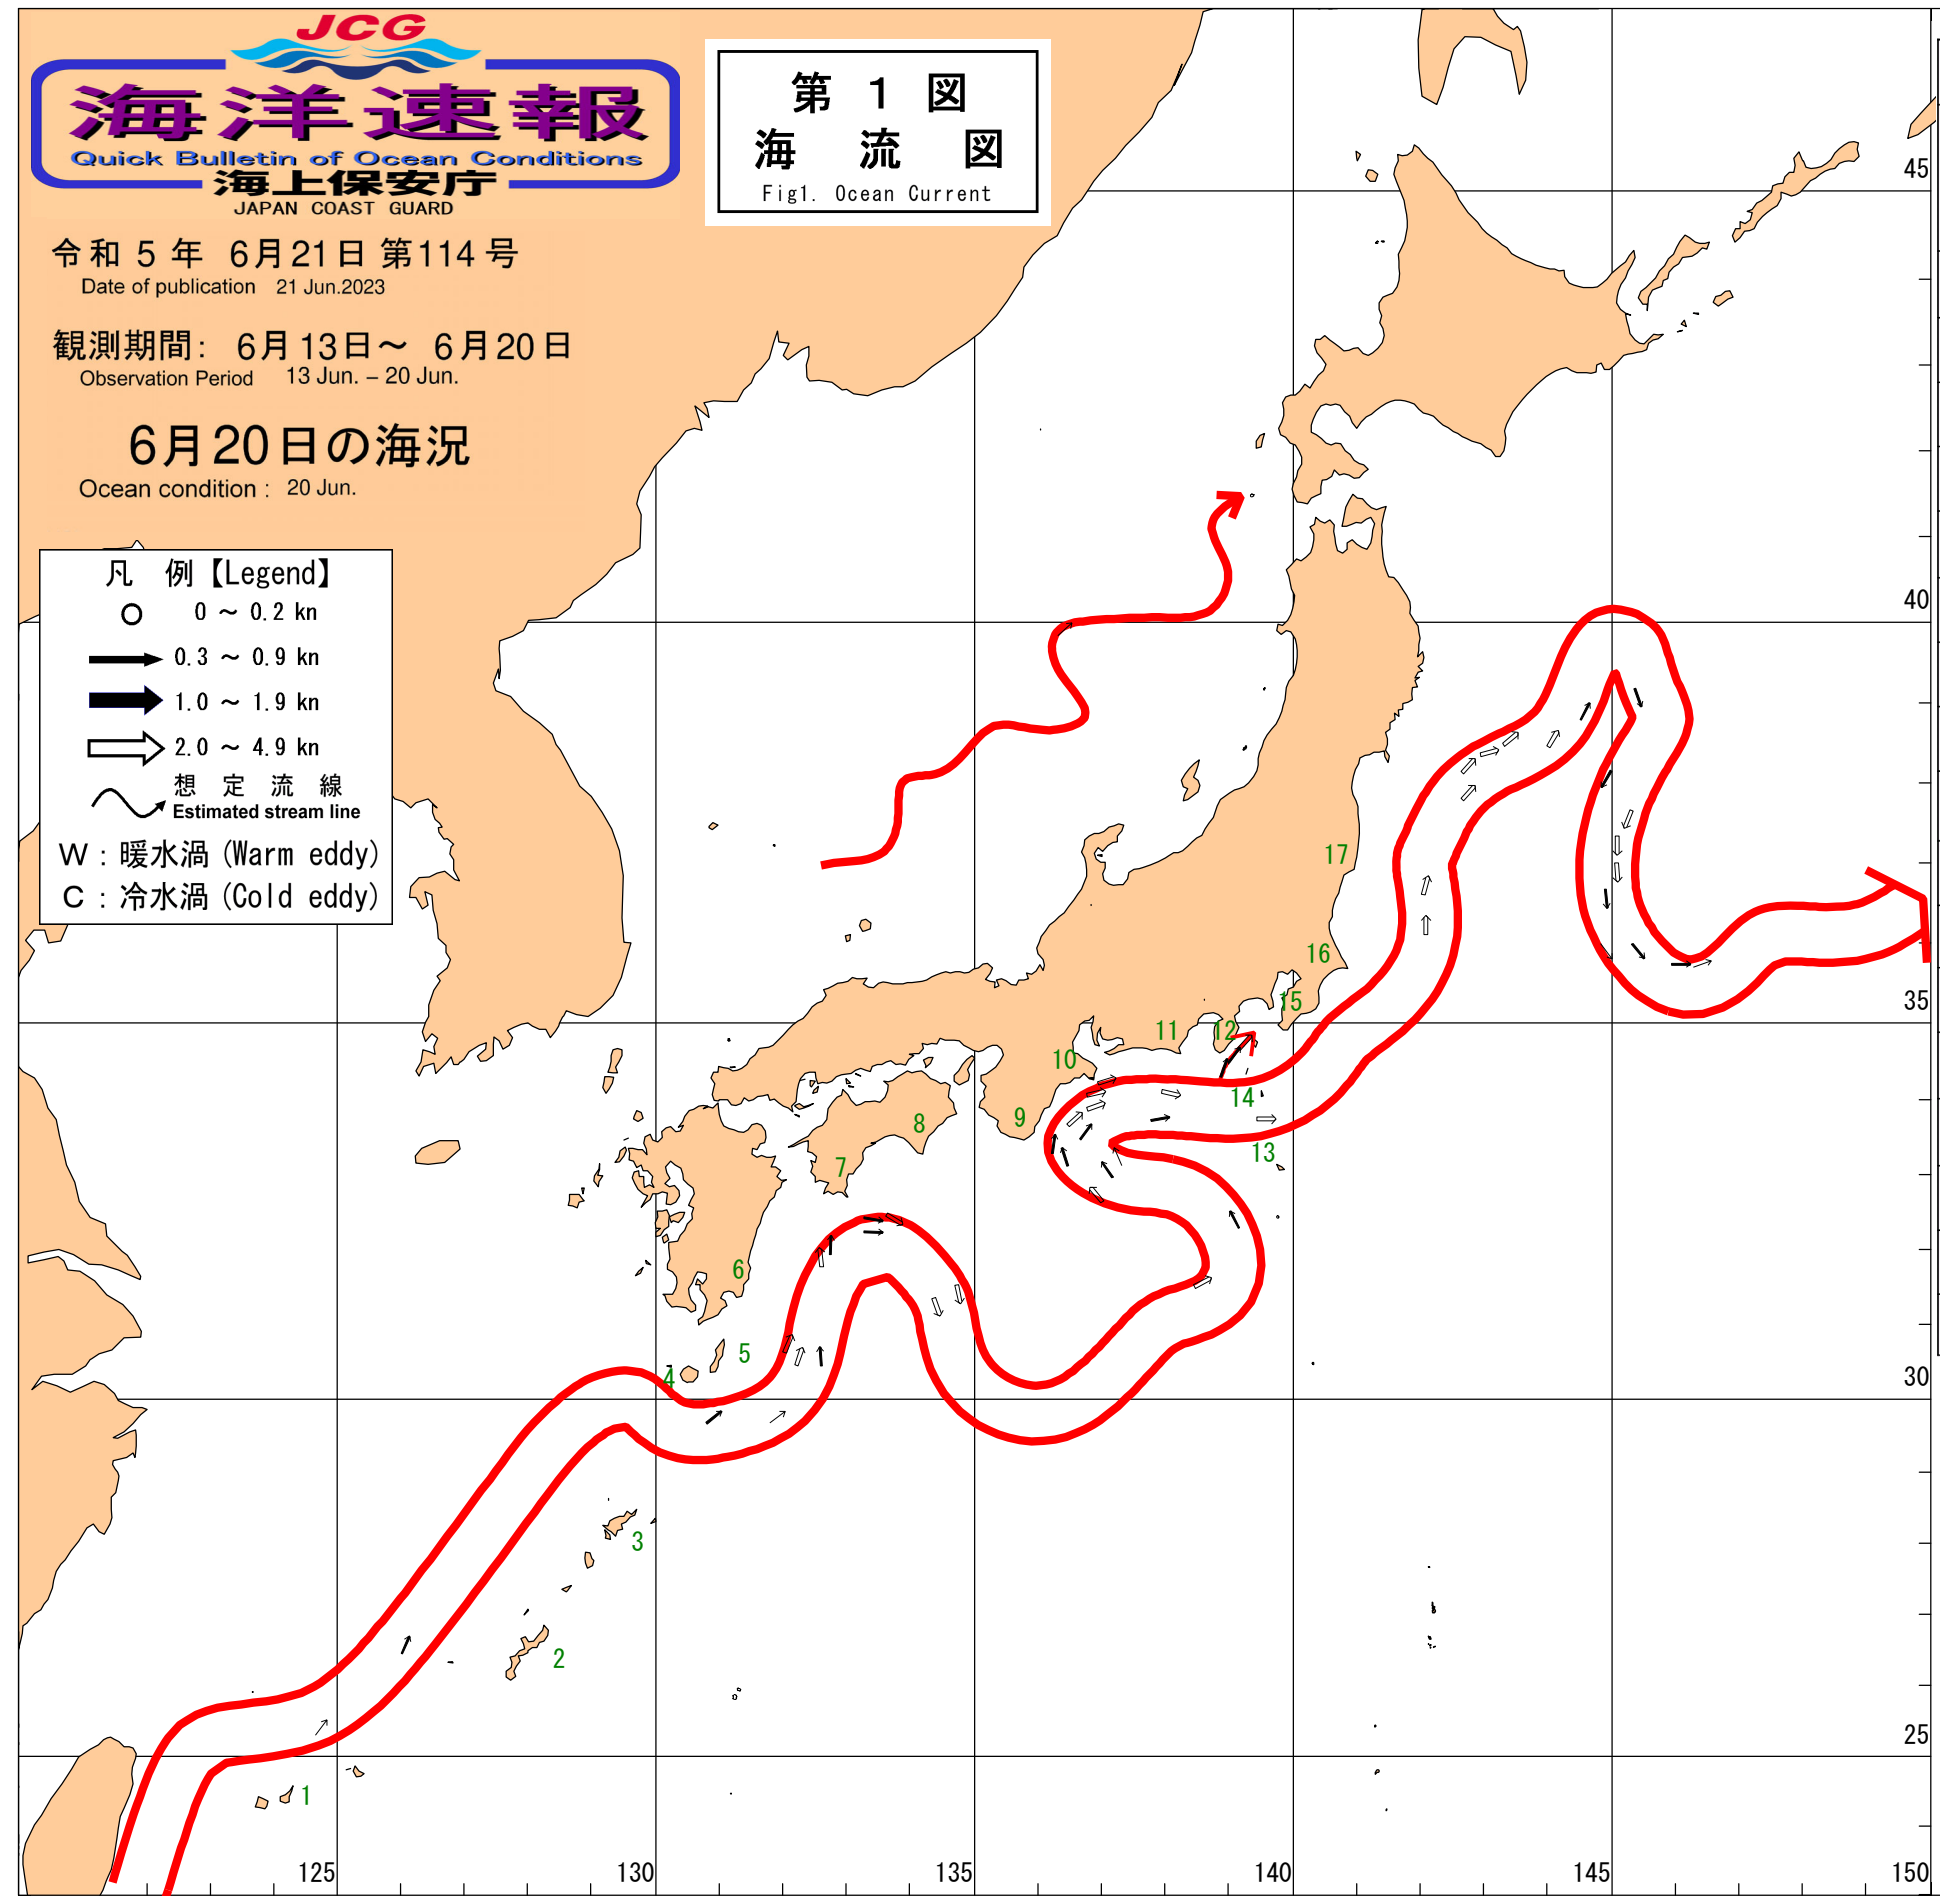 JCG
海洋速報
Quick Bulletin of Ocean Conditions
海上保安庁
JAPAN COAST GUARD
令和 5 年 6月21日 第114号
Date of publication 21 Jun.2023
観測期間: 6月13日～ 6月20日
Observation Period 13 Jun. – 20 Jun.
6月20日の海況
Ocean condition : 20 Jun.
第 1 図
海 流 図
Fig1. Ocean Current
凡 例【Legend】
0 ～ 0.2 kn
0.3 ～ 0.9 kn
1.0 ～ 1.9 kn
2.0 ～ 4.9 kn
想 定 流 線
Estimated stream line
W : 暖水渦 (Warm eddy)
C : 冷水渦 (Cold eddy)
45
40
17
16
35
15
12
11
10
14
9
8
13
7
6
5
4
30
3
2
25
1
125
130
135
140
145
150